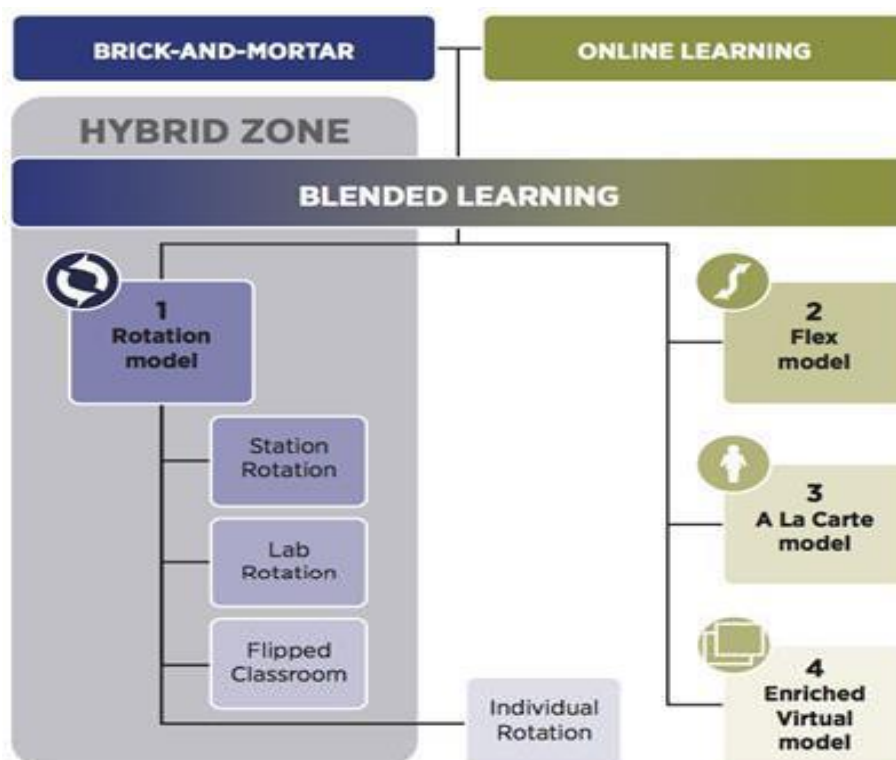 BRICK-AND-MORTAR
ONLINE LEARNING
HYBRID ZONE
BLENDED LEARNING
1
Rotation
model
Station
Rotation
Lab
Rotation
Flipped
Classroom
Individual
Rotation
2
Flex
model
3
A La Carte
model
4
Enriched
Virtual
model